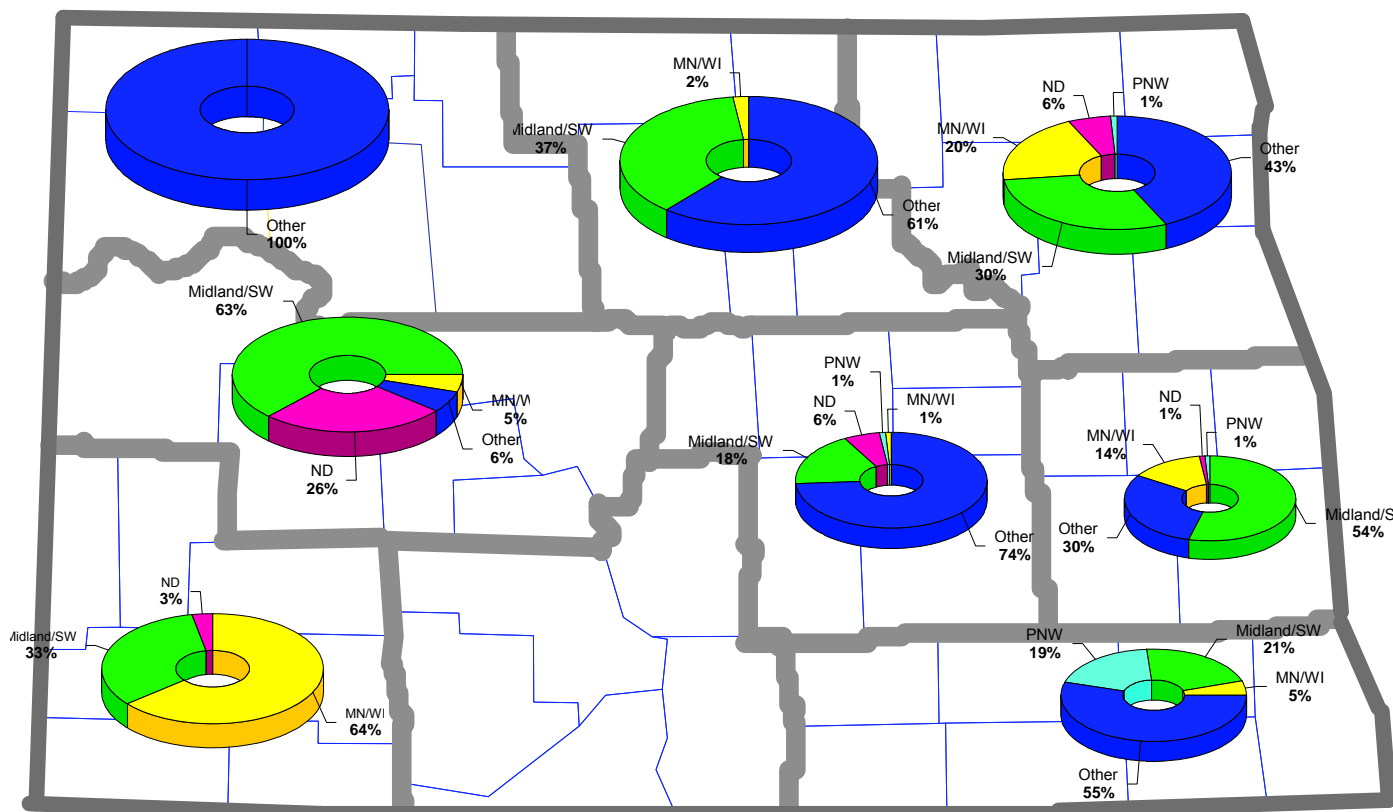 Other
100%
MN/WI
2%
Midland/SW
37%
Other
61%
ND
6%
PNW
1%
MN/WI
20%
Other
43%
Midland/SW
30%
Midland/SW
63%
MN/W
5%
Other
6%
ND
26%
PNW
1%
ND
6%
MN/WI
1%
Midland/SW
18%
Other
74%
ND
1%
PNW
1%
MN/WI
14%
Other
30%
Midland/S
54%
ND
3%
Midland/SW
33%
MN/WI
64%
PNW
19%
Midland/SW
21%
MN/WI
5%
Other
55%